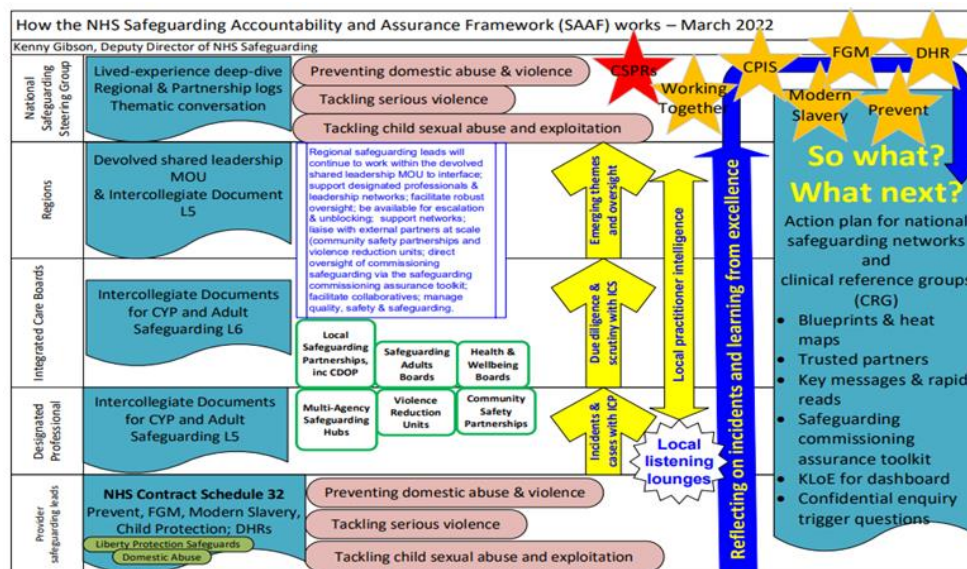 How the NHS Safeguarding Accountability and Assurance Framework (SAAF) works – March 2022
Kenny Gibson, Deputy Director of NHS Safeguarding
National
Safeguarding
Steering Group
Lived-experience deep-dive
Regional & Partnership logs
Thematic conversation
Preventing domestic abuse & violence
Tackling serious violence
Tackling child sexual abuse and exploitation
CSPRs
Working
Together
CPIS
Modern
Slavery
FGM
Prevent
DHR
Regions
Devolved shared leadership
MOU
& Intercollegiate Document
L5
Regional safeguarding leads will
continue to work within the devolved
shared leadership MOU to interface;
support designated professionals &
leadership networks; facilitate robust
oversight; be available for escalation
& unblocking; support networks;
liaise with external partners at scale
(community safety partnerships and
violence reduction units; direct
oversight of commissioning
safeguarding via the safeguarding
commissioning assurance toolkit;
facilitate collaboratives; manage
quality, safety & safeguarding.
Emerging themes
and oversight
Integrated Care Boards
Intercollegiate Documents
for CYP and Adult
Safeguarding L6
Local
Safeguarding
Partnerships,
inc CDOP
Safeguarding
Adults
Boards
Health &
Wellbeing
Boards
Due diligence &
scrutiny with ICS
Local practitioner intelligence
Designated
Professional
Intercollegiate Documents
for CYP and Adult
Safeguarding L5
Multi-Agency
Safeguarding
Hubs
Violence
Reduction
Units
Community
Safety
Partnerships
Incidents &
cases with ICP
Local
listening
lounges
Provider
safeguarding leads
NHS Contract Schedule 32
Prevent, FGM, Modern Slavery,
Child Protection; DHRs
Liberty Protection Safeguards
Domestic Abuse
Preventing domestic abuse & violence
Tackling serious violence
Tackling child sexual abuse and exploitation
Reflecting on incidents and learning from excellence
So what?
What next?
Action plan for national
safeguarding networks
and
clinical reference groups
(CRG)
• Blueprints & heat
maps
• Trusted partners
• Key messages & rapid
reads
• Safeguarding
commissioning
assurance toolkit
• KLoE for dashboard
• Confidential enquiry
trigger questions